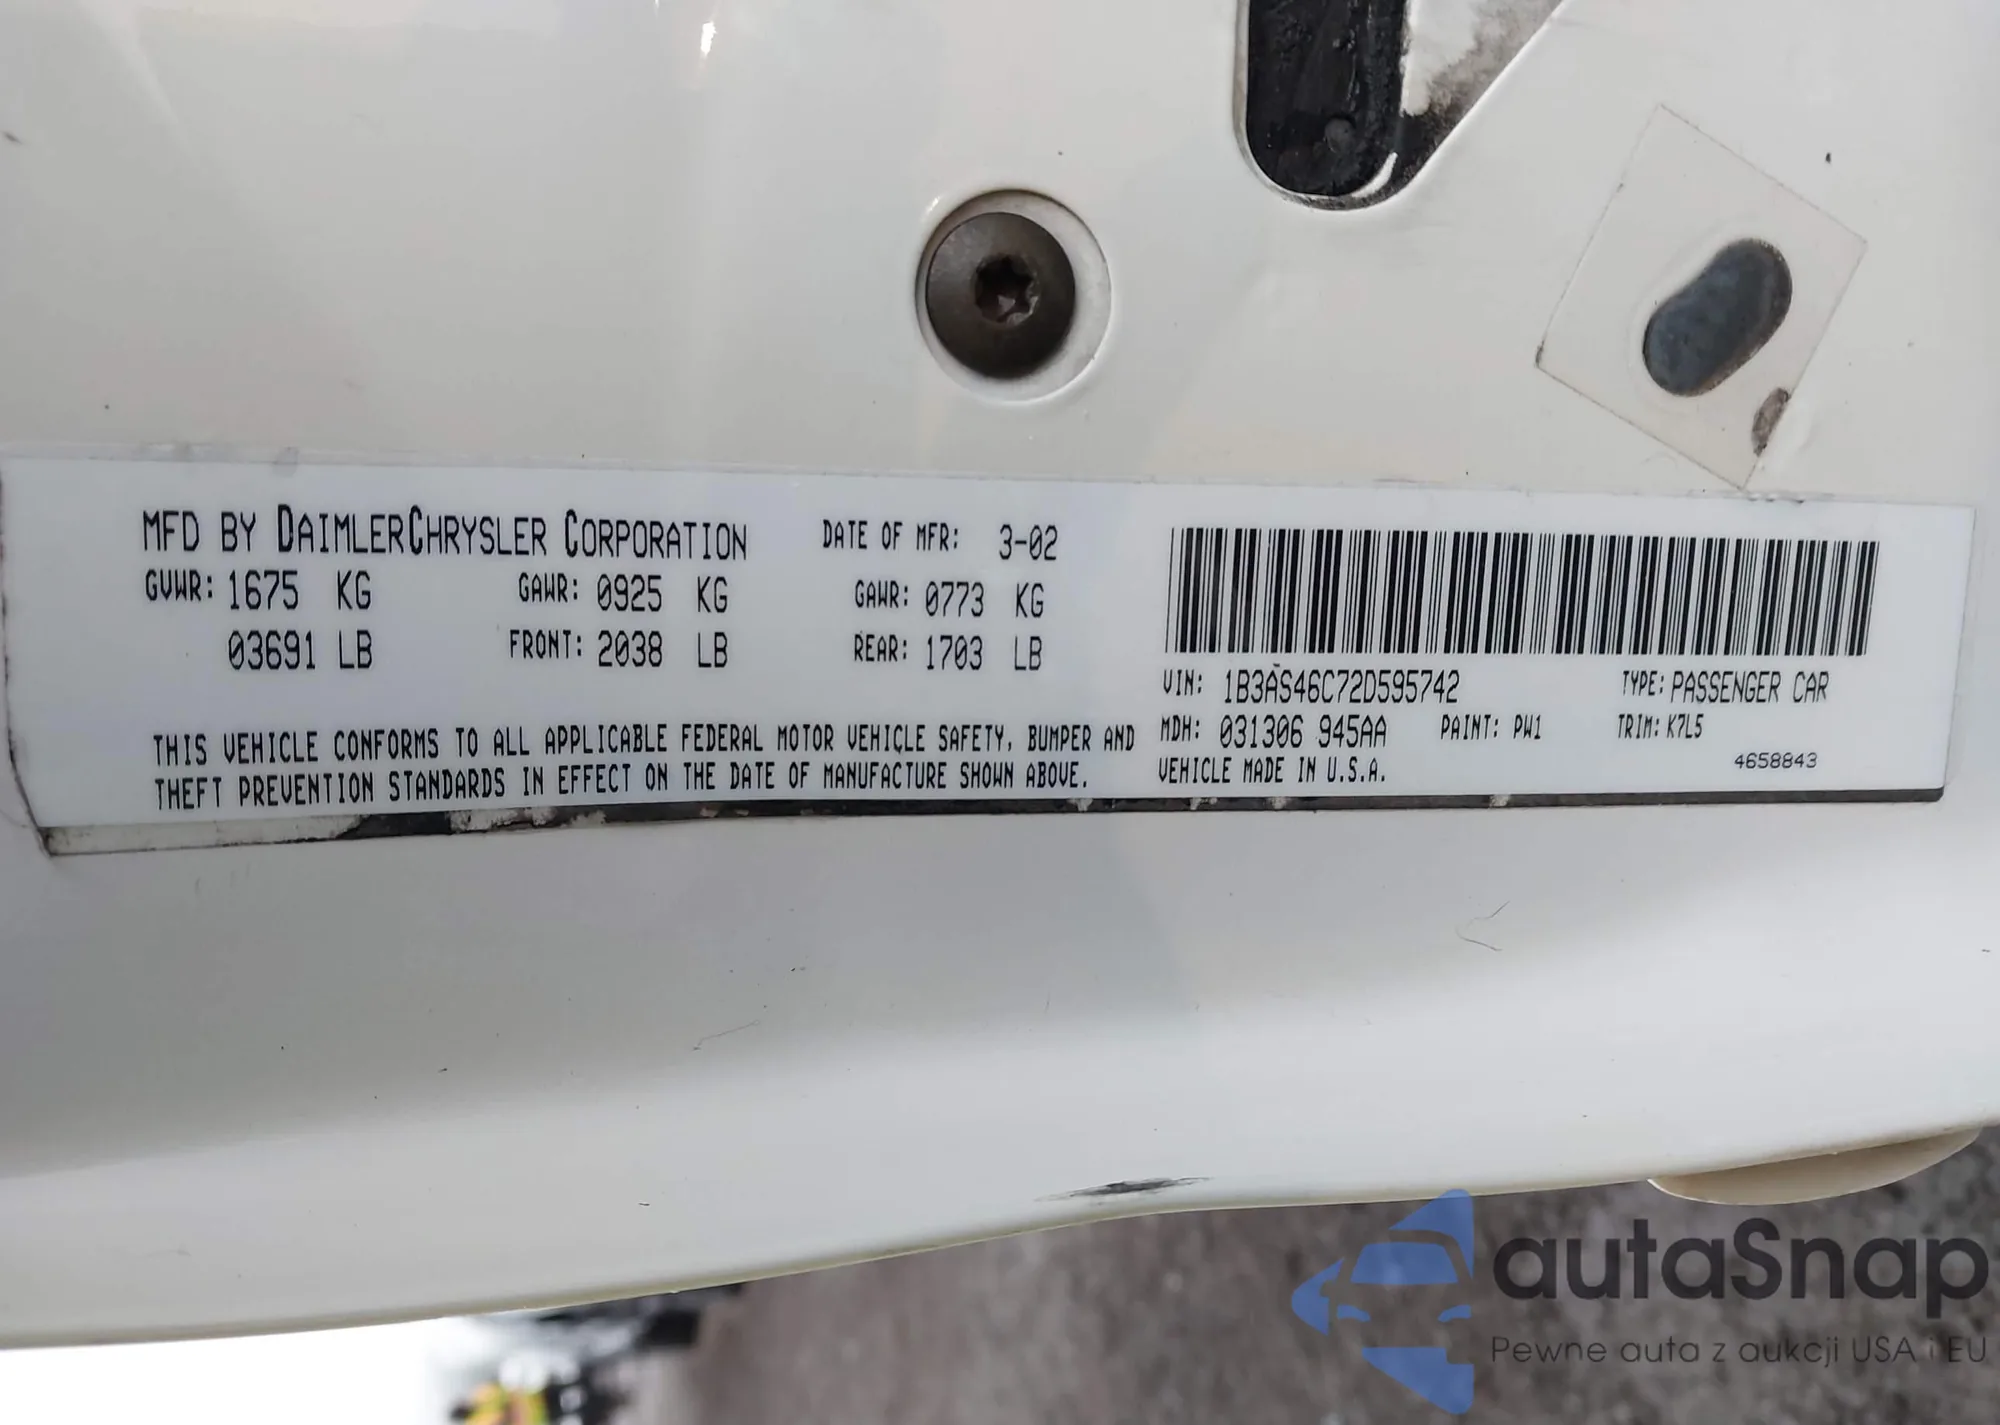 MFD BY DAIMLERCHRYSLER CORPORATION DATE OF MFR: 3-02
GVWR: 1675 KG GAWR: 0925 KG GAWR: 0773 KG
03691 LB FRONT: 2038 LB REAR: 1703 LB
THIS VEHICLE CONFORMS TO ALL APPLICABLE FEDERAL MOTOR VEHICLE SAFETY, BUMPER AND
THEFT PREVENTION STANDARDS IN EFFECT ON THE DATE OF MANUFACTURE SHOWN ABOVE.
VIN: 1B3AS46C72D595742 TYPE: PASSENGER CAR
MDH: 031306 945AA PAINT: PW1 TRIM: K7L5
VEHICLE MADE IN U.S.A. 4658843
autaSnap
Pewne auta z aukcji USA i EU